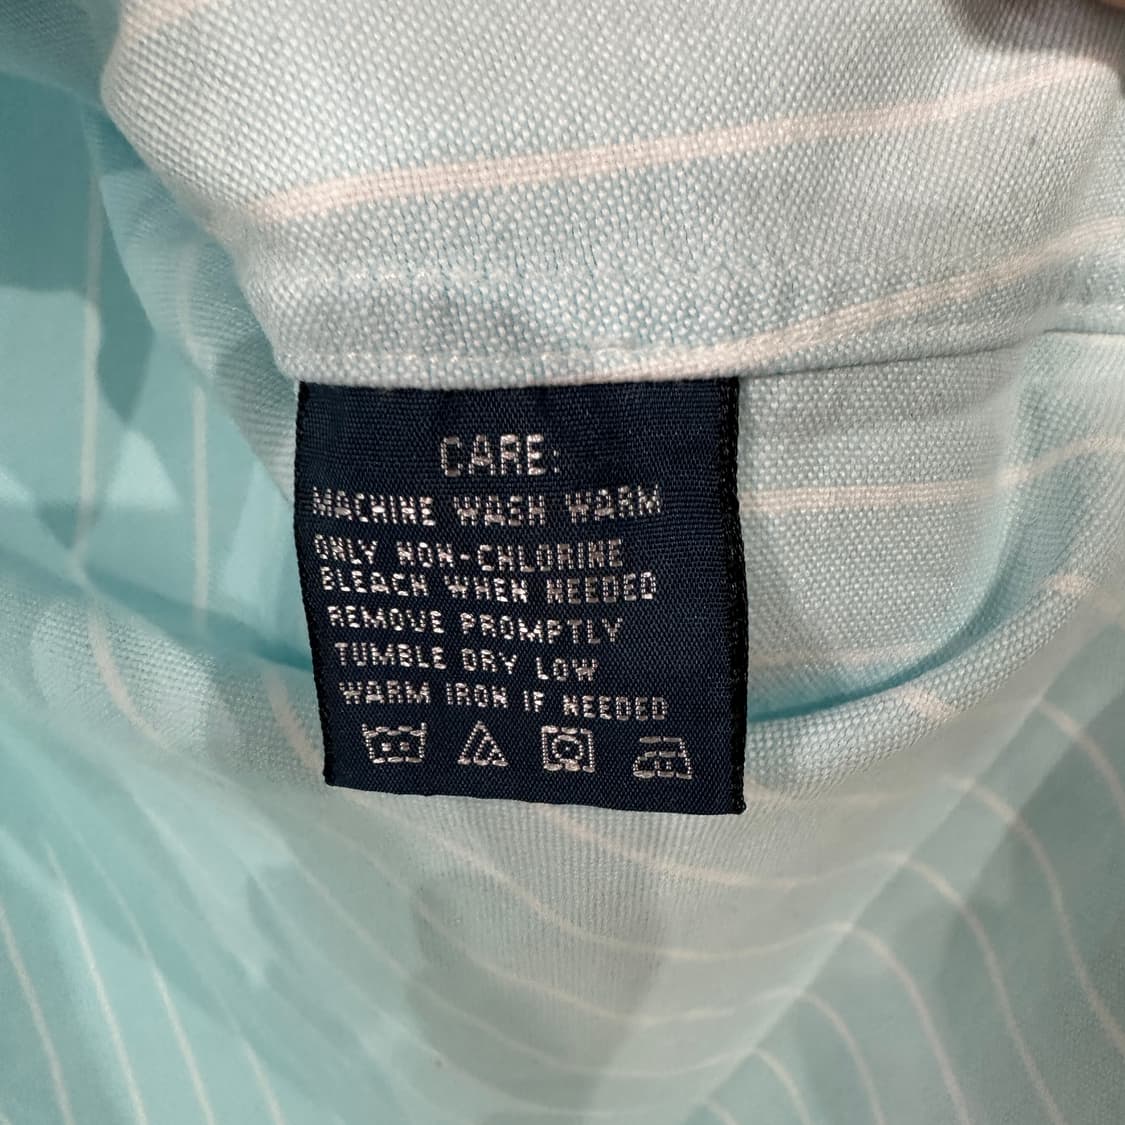 CARE:
MACHINE WASH WARM
ONLY NON-CHLORINE
BLEACH WHEN NEEDED
REMOVE PROMPTLY
TUMBLE DRY LOW
WARM IRON IF NEEDED